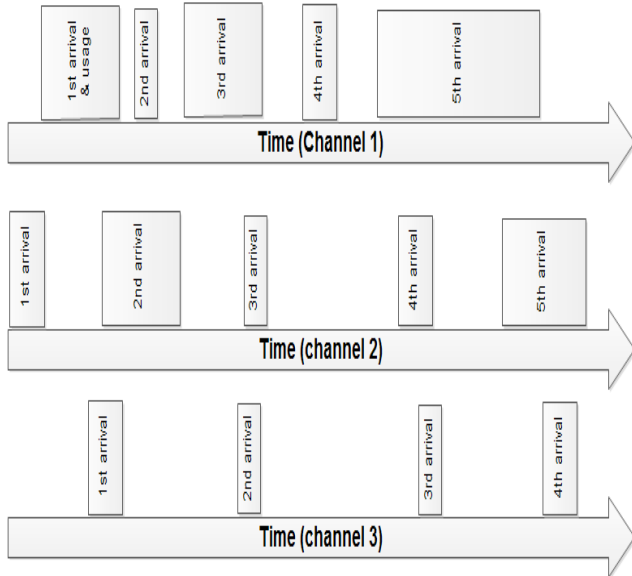 1st arrival
& usage
2nd arrival
3rd arrival
4th arrival
5th arrival
Time (Channel 1)
1st arrival
2nd arrival
3rd arrival
4th arrival
5th arrival
Time (channel 2)
1st arrival
2nd arrival
3rd arrival
4th arrival
Time (channel 3)